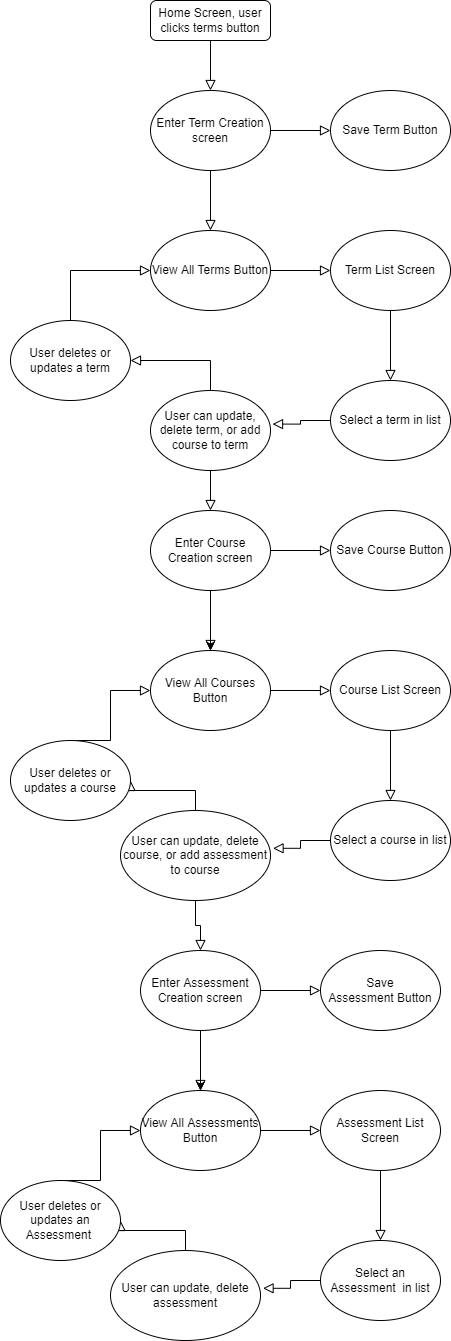 Home Screen, user
clicks terms button
Enter Term Creation
screen
Save Term Button
View All Terms Button
Term List Screen
User deletes or
updates a term
User can update,
delete term, or add
course to term
Select a term in list
Enter Course
Creation screen
Save Course Button
View All Courses
Button
Course List Screen
User deletes or
updates a course
User can update, delete
course, or add assessment
to course
Select a course in list
Enter Assessment
Creation screen
Save
Assessment Button
View All Assessments
Button
Assessment List
Screen
User deletes or
updates an
Assessment
User can update, delete
assessment
Select an
Assessment in list